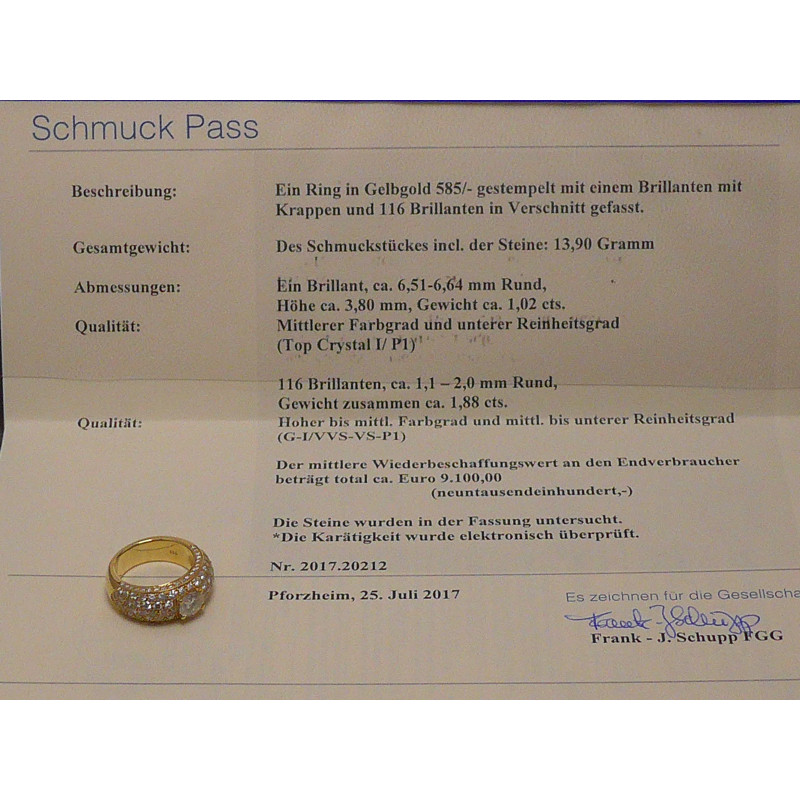 Schmuck Pass
Beschreibung: Ein Ring in Gelbgold 585/- gestempelt mit einem Brillanten mit
Krappen und 116 Brillanten in Verschnitt gefasst.
Gesamtgewicht: Des Schmuckstückes incl. der Steine: 13,90 Gramm
Abmessungen: Ein Brillant, ca. 6,51-6,64 mm Rund,
Höhe ca. 3,80 mm, Gewicht ca. 1,02 cts.
Qualität: Mittlerer Farbgrad und unterer Reinheitsgrad
(Top Crystal I/ P1)
116 Brillanten, ca. 1,1 – 2,0 mm Rund,
Gewicht zusammen ca. 1,88 cts.
Qualität: Hoher bis mittl. Farbgrad und mittl. bis unterer Reinheitsgrad
(G-I/VVS-VS-P1)
Der mittlere Wiederbeschaffungswert an den Endverbraucher
beträgt total ca. Euro 9.100,00
(neuntausendeinhundert,-)
Die Steine wurden in der Fassung untersucht.
*Die Karätigkeit wurde elektronisch überprüft.
Nr. 2017.20212
Pforzheim, 25. Juli 2017
Es zeichnen für die Gesellscha
Frank - J. Schupp
Frank - J. Schupp FGG